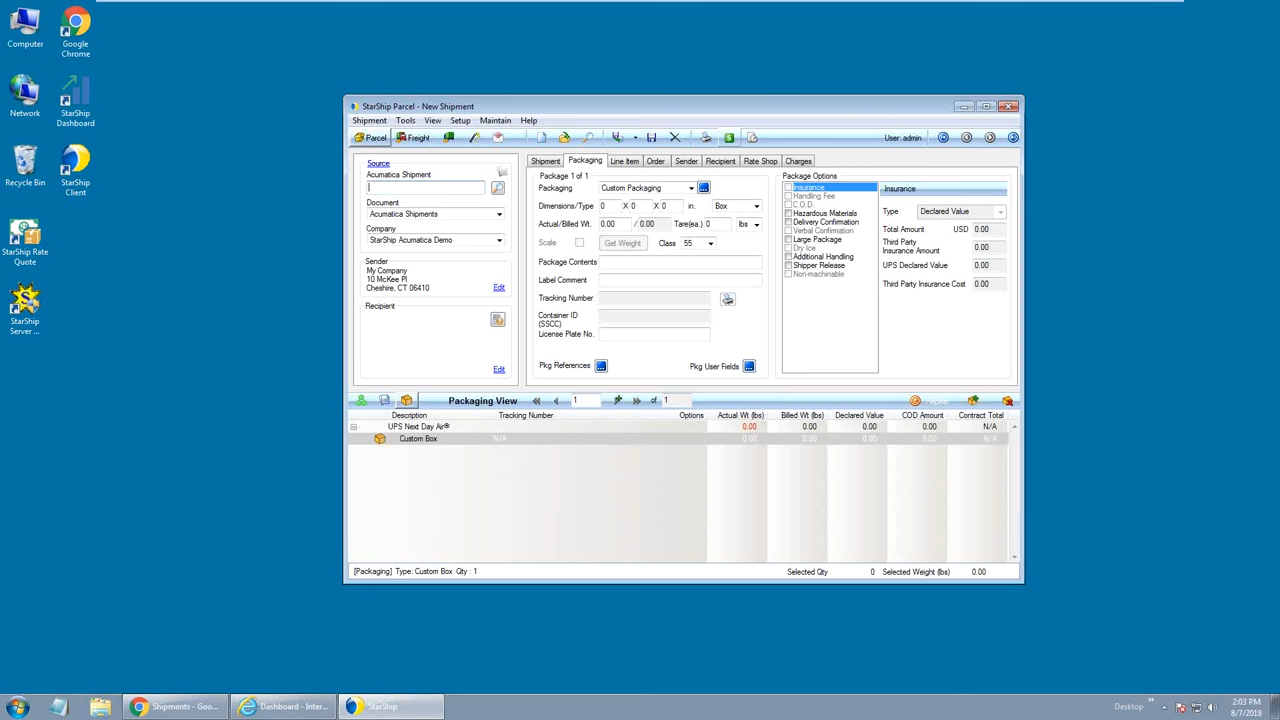 Computer
Google Chrome
Network
StarShip Dashboard
Recycle Bin
StarShip Client
StarShip Rate Quote
StarShip Server ...
StarShip Parcel - New Shipment
Shipment Tools View Setup Maintain Help
Parcel Freight User: admin
Source
Acumatica Shipment
Document
Acumatica Shipments
Company
StarShip Acumatica Demo
Sender
My Company
10 McKee Pl
Cheshire, CT 06410
Edit
Recipient
Edit
Shipment Packaging Line Item Order Sender Recipient Rate Shop Charges
Package 1 of 1
Packaging Custom Packaging
Dimensions/Type 0 X 0 X 0 in. Box
Actual/Billed Wt. 0.00 / 0.00 Tare(ea.) 0 lbs
Scale Get Weight Class 55
Package Contents
Label Comment
Tracking Number
Container ID (SSCC)
License Plate No.
Pkg References Pkg User Fields
Package Options
Insurance
Handling Fee
C.O.D.
Hazardous Materials
Delivery Confirmation
Verbal Confirmation
Large Package
Dry Ice
Additional Handling
Shipper Release
Non-machinable
Insurance
Type Declared Value
Total Amount USD 0.00
Third Party Insurance Amount 0.00
UPS Declared Value 0.00
Third Party Insurance Cost 0.00
Packaging View 1 of 1 Repeat
Description Tracking Number Options Actual Wt (lbs) Billed Wt (lbs) Declared Value COD Amount Contract Total
UPS Next Day Air® 0.00 0.00 0.00 0.00 N/A
Custom Box N/A 0.00 0.00 0.00 0.00 N/A
[Packaging] Type: Custom Box Qty : 1 Selected Qty 0 Selected Weight (lbs) 0.00
Shipments - Goo... Dashboard - Inter... StarShip Desktop » 2:03 PM
8/7/2018